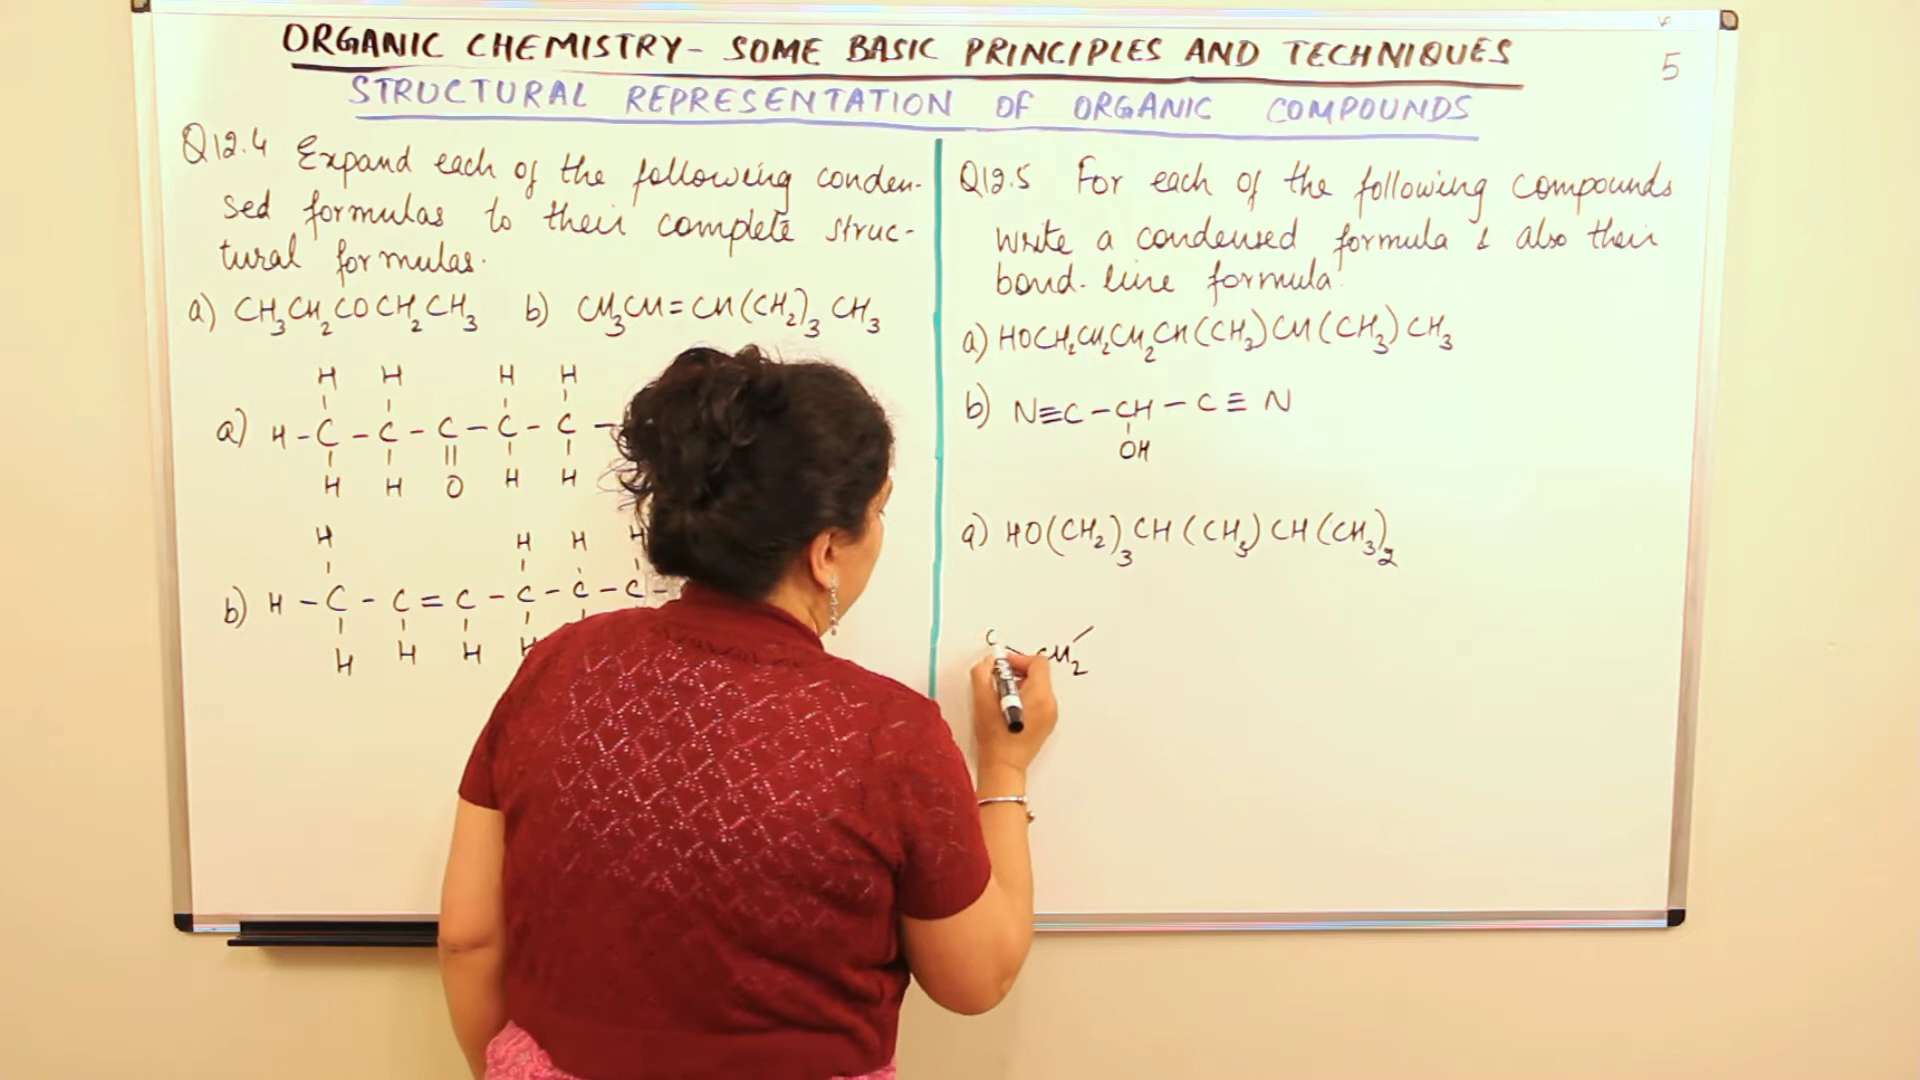 ORGANIC CHEMISTRY - SOME BASIC PRINCIPLES AND TECHNIQUES
5
STRUCTURAL REPRESENTATION OF ORGANIC COMPOUNDS
Q12.4 Expand each of the following conden-
sed formulas to their complete struc-
tural formulas.
a) CH₃CH₂COCH₂CH₃ b) CH₃CH=CH(CH₂)₃CH₃
H H H H
a) H-C-C-C-C-C-
H H O H H
H H H H
b) H-C-C=C-C-C-C-
H H H H
Q12.5 For each of the following compounds
write a condensed formula & also their
bond-line formula.
a) HOCH₂CH₂CH₂CH(CH₃)CH(CH₃)CH₃
b) N≡C-CH-C≡N
OH
a) HO(CH₂)₃CH(CH₃)CH(CH₃)₂
CH₂